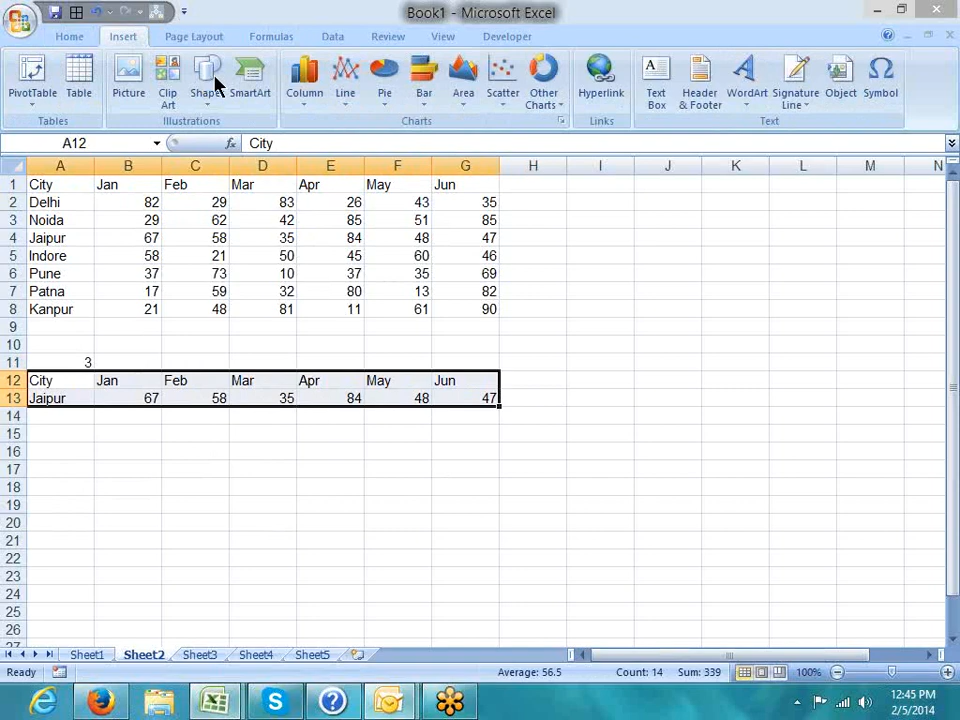 Book1 - Microsoft Excel
Home Insert Page Layout Formulas Data Review View Developer
PivotTable Table Picture Clip Art Shapes SmartArt Column Line Pie Bar Area Scatter Other Charts Hyperlink Text Box Header & Footer WordArt Signature Line Object Symbol
Tables Illustrations Charts Links Text
A12 fx City
A B C D E F G H I J K L M N
1 City Jan Feb Mar Apr May Jun
2 Delhi 82 29 83 26 43 35
3 Noida 29 62 42 85 51 85
4 Jaipur 67 58 35 84 48 47
5 Indore 58 21 50 45 60 46
6 Pune 37 73 10 37 35 69
7 Patna 17 59 32 80 13 82
8 Kanpur 21 48 81 11 61 90
9
10
11 3
12 City Jan Feb Mar Apr May Jun
13 Jaipur 67 58 35 84 48 47
14
15
16
17
18
19
20
21
22
23
24
25
26
27
Sheet1 Sheet2 Sheet3 Sheet4 Sheet5
Ready Average: 56.5 Count: 14 Sum: 339 100%
12:45 PM
2/5/2014